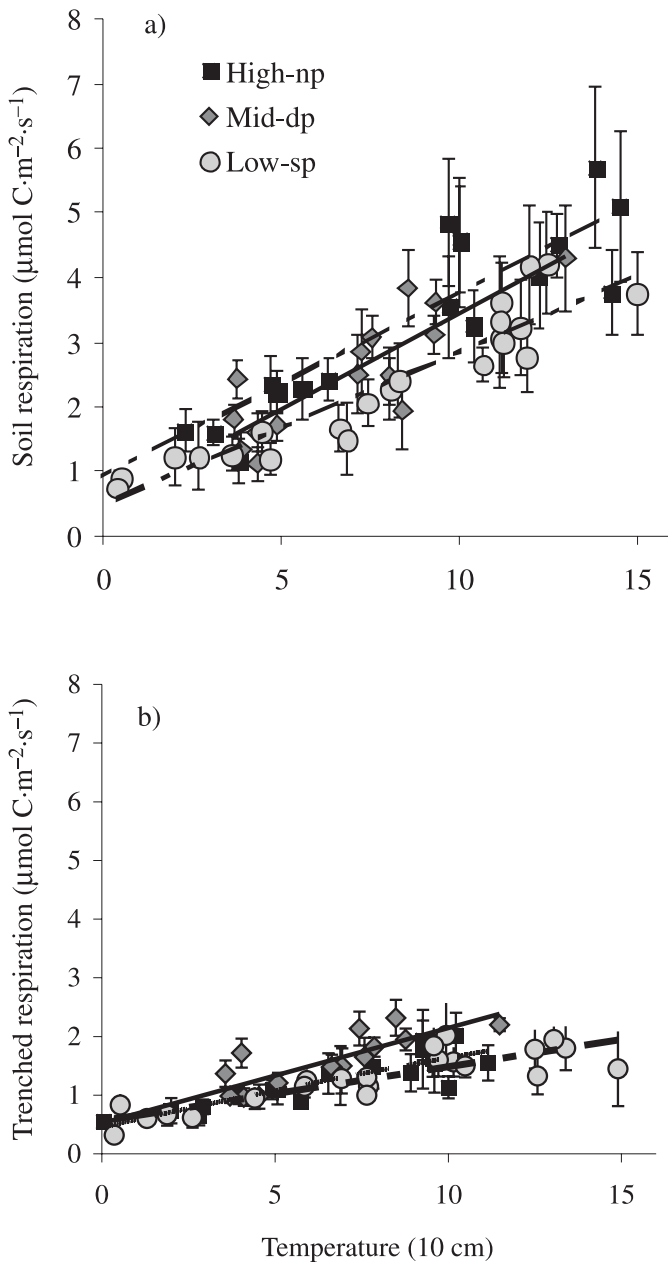 a)
High-np
Mid-dp
Low-sp
Soil respiration (µmol C·m⁻²·s⁻¹)
8
7
6
5
4
3
2
1
0
0 5 10 15
b)
Trenched respiration (µmol C·m⁻²·s⁻¹)
8
7
6
5
4
3
2
1
0
0 5 10 15
Temperature (10 cm)